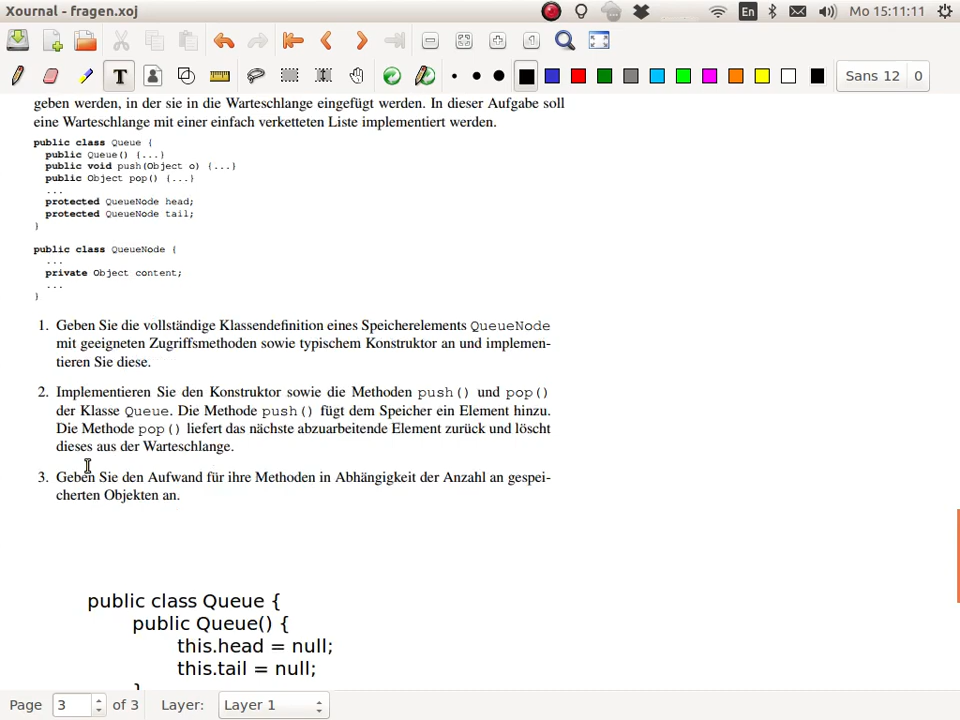 Xournal - fragen.xoj
En
Mo 15:11:11
T
Sans 12
0
geben werden, in der sie in die Warteschlange eingefügt werden. In dieser Aufgabe soll
eine Warteschlange mit einer einfach verketteten Liste implementiert werden.
public class Queue {
public Queue() {...}
public void push(Object o) {...}
public Object pop() {...}
...
protected QueueNode head;
protected QueueNode tail;
}
public class QueueNode {
...
private Object content;
...
}
1. Geben Sie die vollständige Klassendefinition eines Speicherelements QueueNode
mit geeigneten Zugriffsmethoden sowie typischem Konstruktor an und implemen-
tieren Sie diese.
2. Implementieren Sie den Konstruktor sowie die Methoden push() und pop()
der Klasse Queue. Die Methode push() fügt dem Speicher ein Element hinzu.
Die Methode pop() liefert das nächste abzuarbeitende Element zurück und löscht
dieses aus der Warteschlange.
3. Geben Sie den Aufwand für ihre Methoden in Abhängigkeit der Anzahl an gespei-
cherten Objekten an.
public class Queue {
public Queue() {
this.head = null;
this.tail = null;
}
Page 3 of 3 Layer: Layer 1